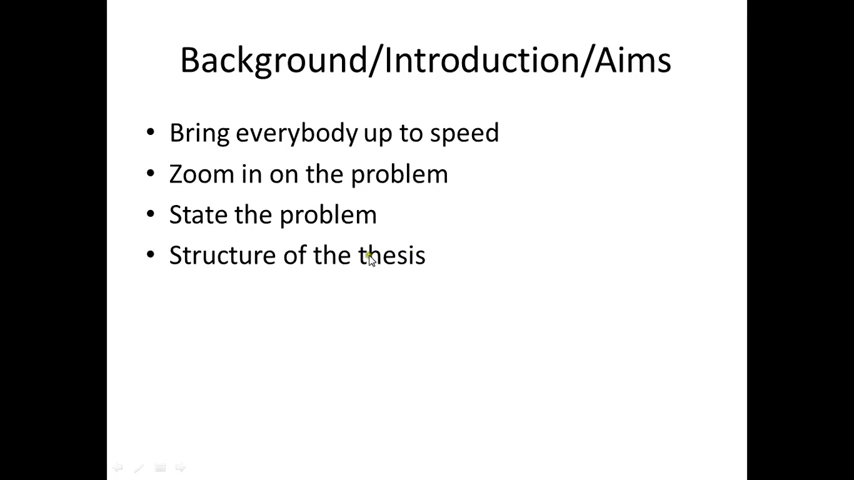 Background/Introduction/Aims
• Bring everybody up to speed
• Zoom in on the problem
• State the problem
• Structure of the thesis